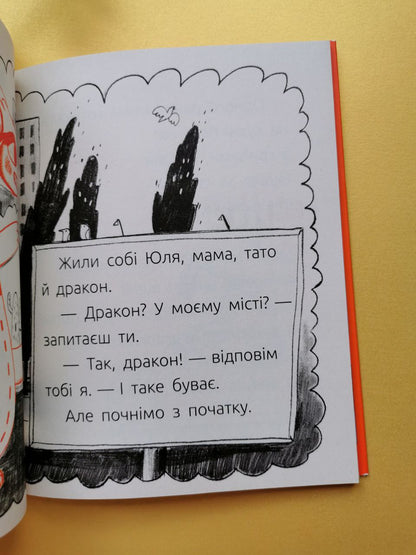 Жили собі Юля, мама, тато
й дракон.
— Дракон? У моєму місті? —
запитаєш ти.
— Так, дракон! — відповім
тобі я. — І таке буває.
Але почнімо з початку.